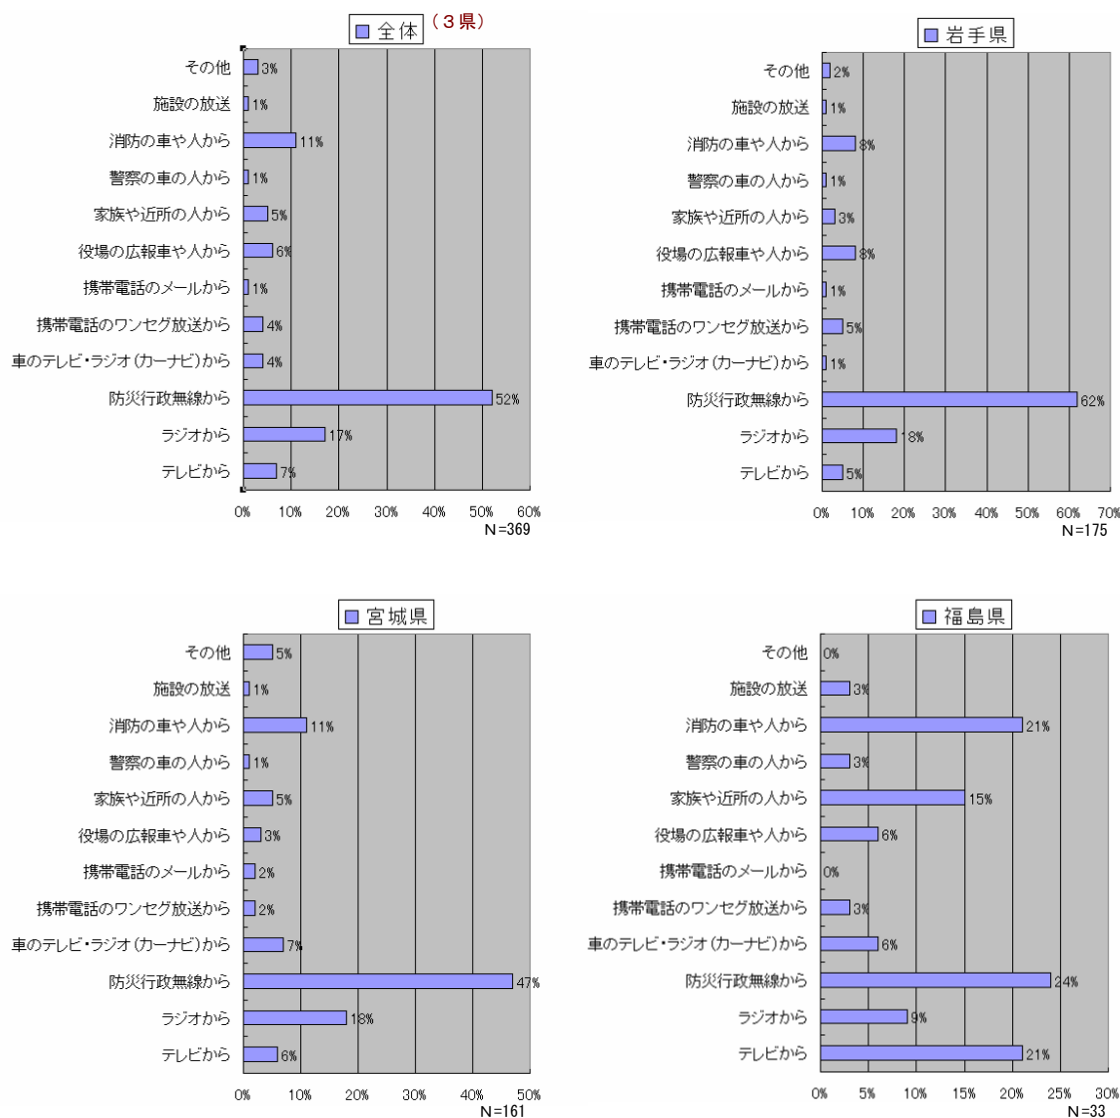 全体 （３県）
その他 3%
施設の放送 1%
消防の車や人から 11%
警察の車の人から 1%
家族や近所の人から 5%
役場の広報車や人から 6%
携帯電話のメールから 1%
携帯電話のワンセグ放送から 4%
車のテレビ・ラジオ（カーナビ）から 4%
防災行政無線から 52%
ラジオから 17%
テレビから 7%
0% 10% 20% 30% 40% 50% 60%
N=369
岩手県
その他 2%
施設の放送 1%
消防の車や人から 8%
警察の車の人から 1%
家族や近所の人から 3%
役場の広報車や人から 8%
携帯電話のメールから 1%
携帯電話のワンセグ放送から 5%
車のテレビ・ラジオ（カーナビ）から 1%
防災行政無線から 62%
ラジオから 18%
テレビから 5%
0% 10% 20% 30% 40% 50% 60% 70%
N=175
宮城県
その他 5%
施設の放送 1%
消防の車や人から 11%
警察の車の人から 1%
家族や近所の人から 5%
役場の広報車や人から 3%
携帯電話のメールから 2%
携帯電話のワンセグ放送から 2%
車のテレビ・ラジオ（カーナビ）から 7%
防災行政無線から 47%
ラジオから 18%
テレビから 6%
0% 10% 20% 30% 40% 50%
N=161
福島県
その他 0%
施設の放送 3%
消防の車や人から 21%
警察の車の人から 3%
家族や近所の人から 15%
役場の広報車や人から 6%
携帯電話のメールから 0%
携帯電話のワンセグ放送から 3%
車のテレビ・ラジオ（カーナビ）から 6%
防災行政無線から 24%
ラジオから 9%
テレビから 21%
0% 5% 10% 15% 20% 25% 30%
N=33